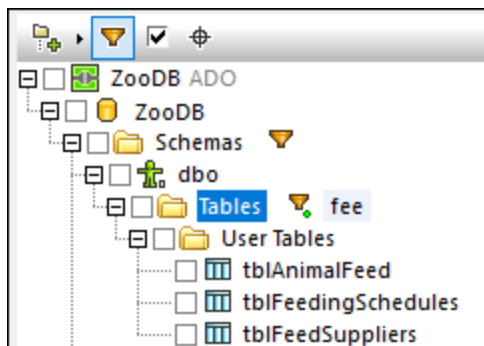 ZooDB ADO
ZooDB
Schemas
dbo
Tables fee
User Tables
tblAnimalFeed
tblFeedingSchedules
tblFeedSuppliers